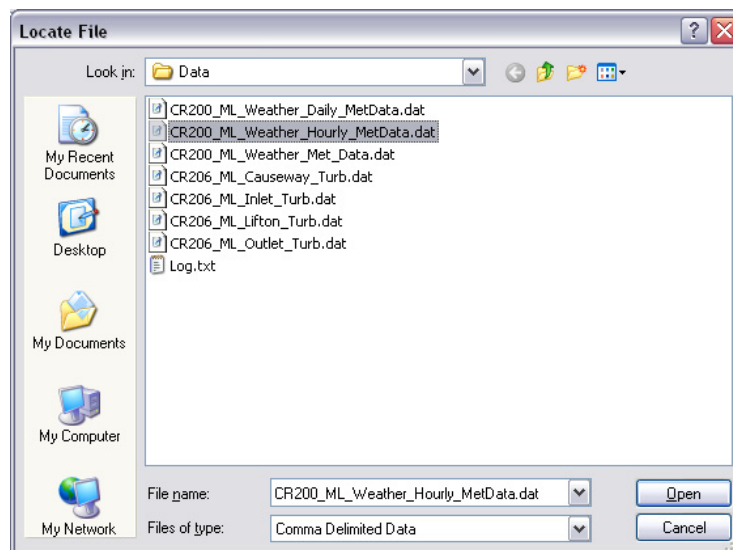 Locate File
Look in: Data
My Recent
Documents
Desktop
My Documents
My Computer
My Network
CR200_ML_Weather_Daily_MetData.dat
CR200_ML_Weather_Hourly_MetData.dat
CR200_ML_Weather_Met_Data.dat
CR206_ML_Causeway_Turb.dat
CR206_ML_Inlet_Turb.dat
CR206_ML_Lifton_Turb.dat
CR206_ML_Outlet_Turb.dat
Log.txt
File name: CR200_ML_Weather_Hourly_MetData.dat Open
Files of type: Comma Delimited Data Cancel